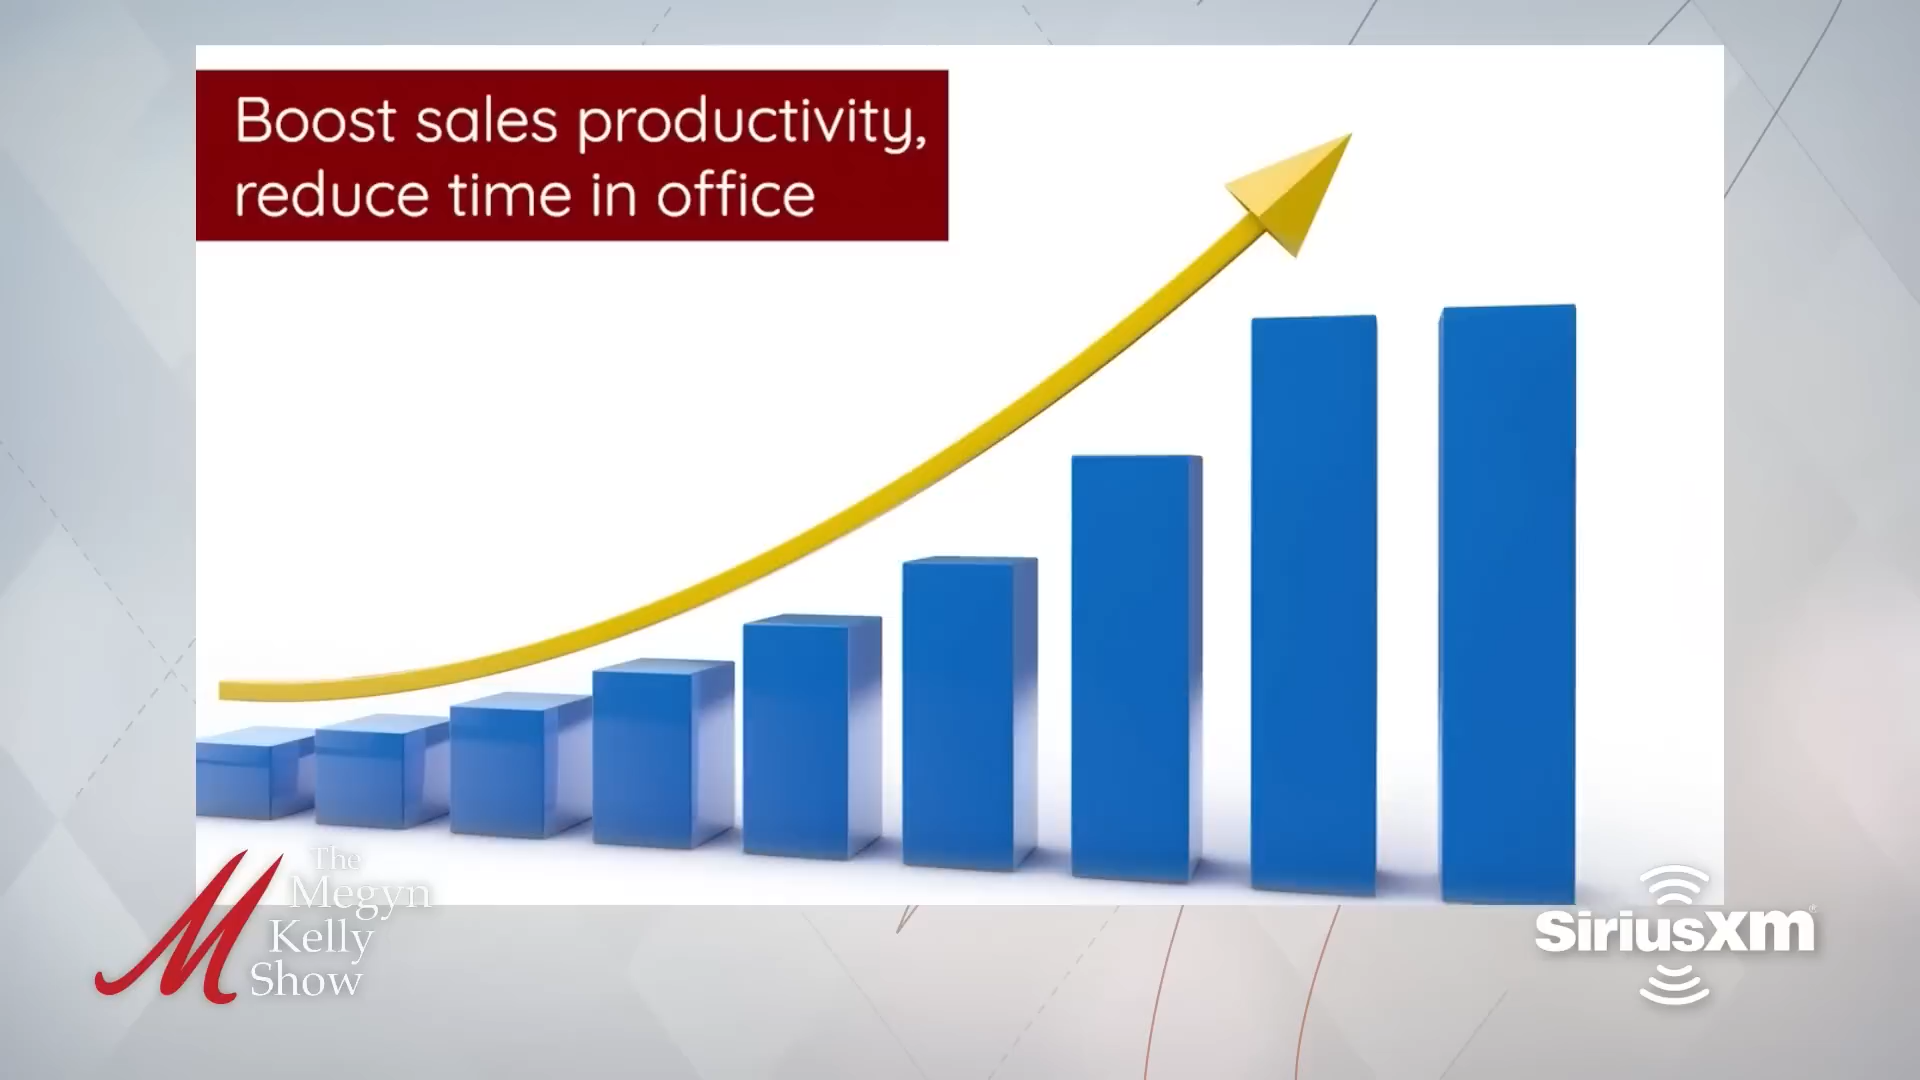 Boost sales productivity,
reduce time in office
The
Megyn
Kelly
Show
SiriusXM